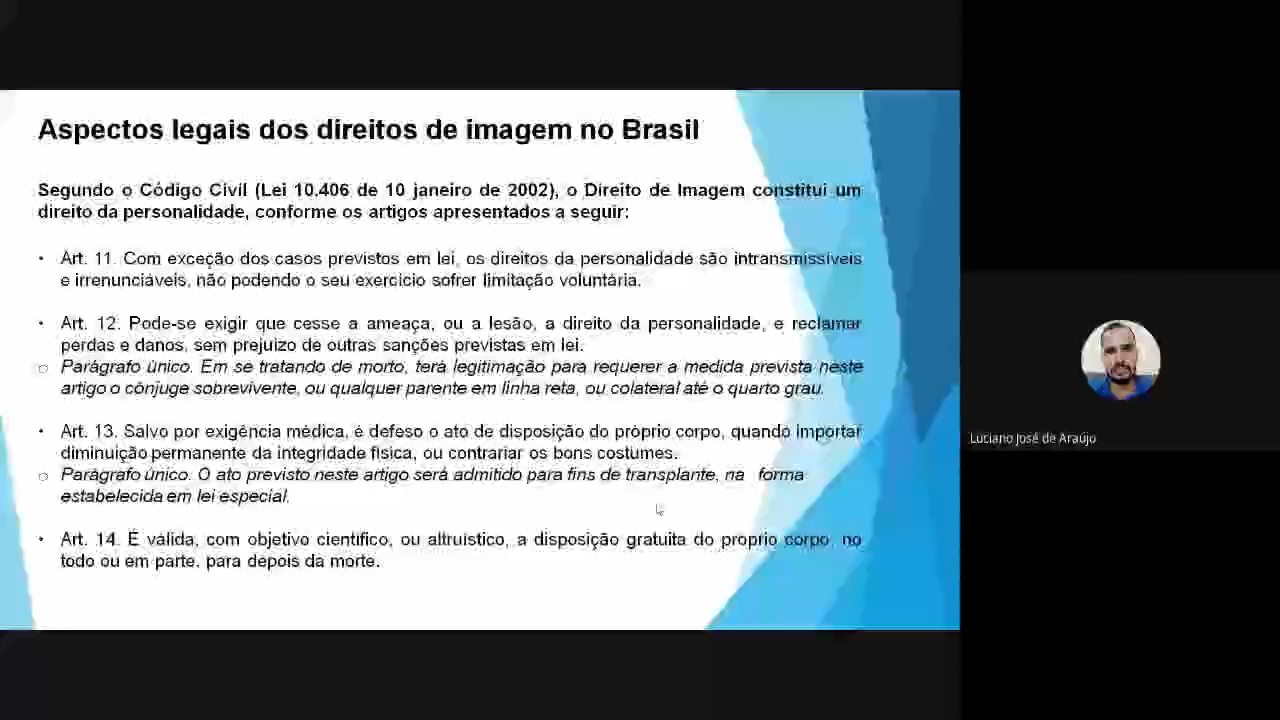 Aspectos legais dos direitos de imagem no Brasil
Segundo o Código Civil (Lei 10.406 de 10 janeiro de 2002), o Direito de Imagem constitui um
direito da personalidade, conforme os artigos apresentados a seguir:
• Art. 11. Com exceção dos casos previstos em lei, os direitos da personalidade são intransmissíveis
e irrenunciáveis, não podendo o seu exercício sofrer limitação voluntária.
• Art. 12. Pode-se exigir que cesse a ameaça, ou a lesão, a direito da personalidade, e reclamar
perdas e danos, sem prejuízo de outras sanções previstas em lei.
○ Parágrafo único. Em se tratando de morto, terá legitimação para requerer a medida prevista neste
artigo o cônjuge sobrevivente, ou qualquer parente em linha reta, ou colateral até o quarto grau.
• Art. 13. Salvo por exigência médica, é defeso o ato de disposição do próprio corpo, quando importar
diminuição permanente da integridade física, ou contrariar os bons costumes.
○ Parágrafo único. O ato previsto neste artigo será admitido para fins de transplante, na forma
estabelecida em lei especial.
• Art. 14. É válida, com objetivo científico, ou altruístico, a disposição gratuita do próprio corpo, no
todo ou em parte, para depois da morte.
Luciano José de Araújo